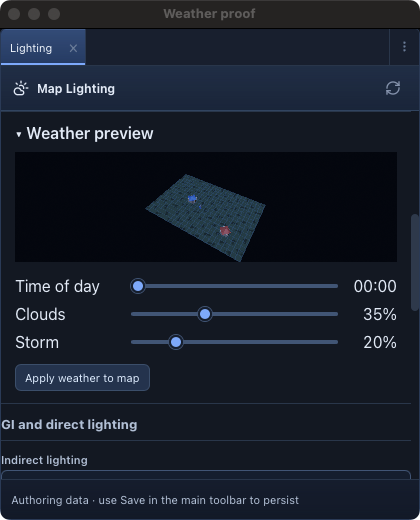 Weather proof
Lighting
Map Lighting
Weather preview
Time of day 00:00
Clouds 35%
Storm 20%
Apply weather to map
GI and direct lighting
Indirect lighting
Authoring data · use Save in the main toolbar to persist